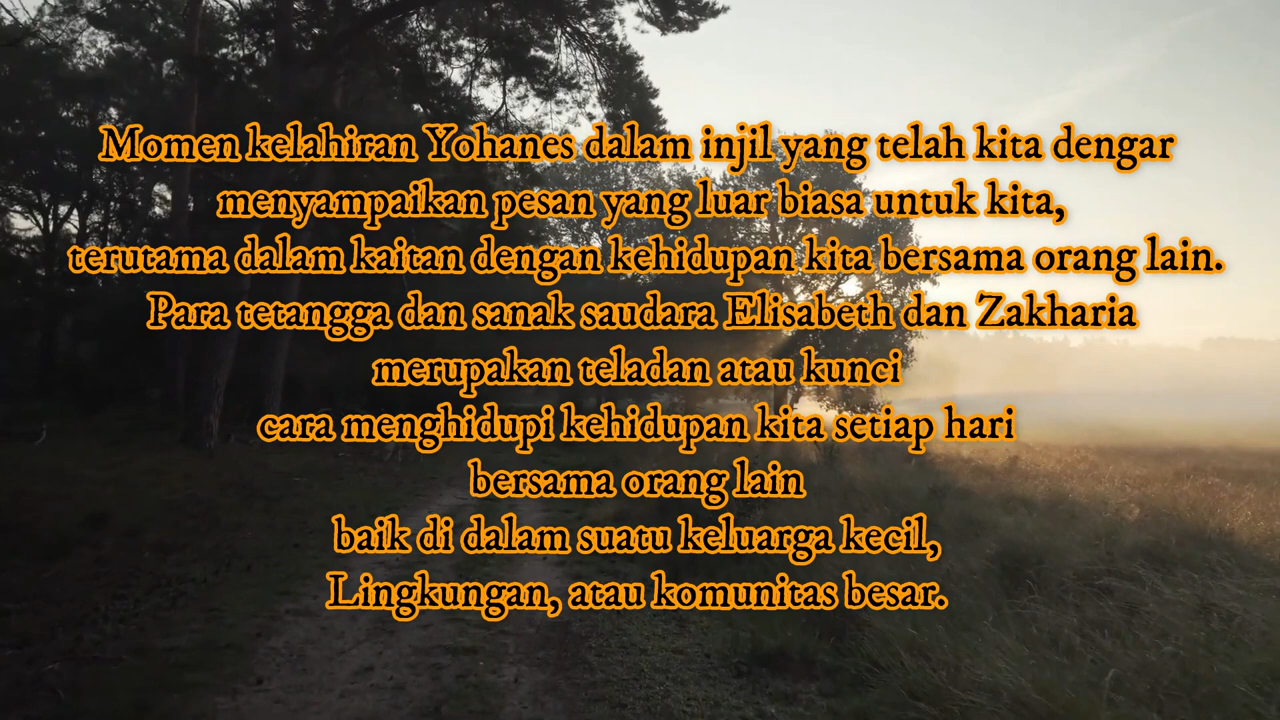 Momen kelahiran Yohanes dalam injil yang telah kita dengar
menyampaikan pesan yang luar biasa untuk kita,
terutama dalam kaitan dengan kehidupan kita bersama orang lain.
Para tetangga dan sanak saudara Elisabeth dan Zakharia
merupakan teladan atau kunci
cara menghidupi kehidupan kita setiap hari
bersama orang lain
baik di dalam suatu keluarga kecil,
Lingkungan, atau komunitas besar.